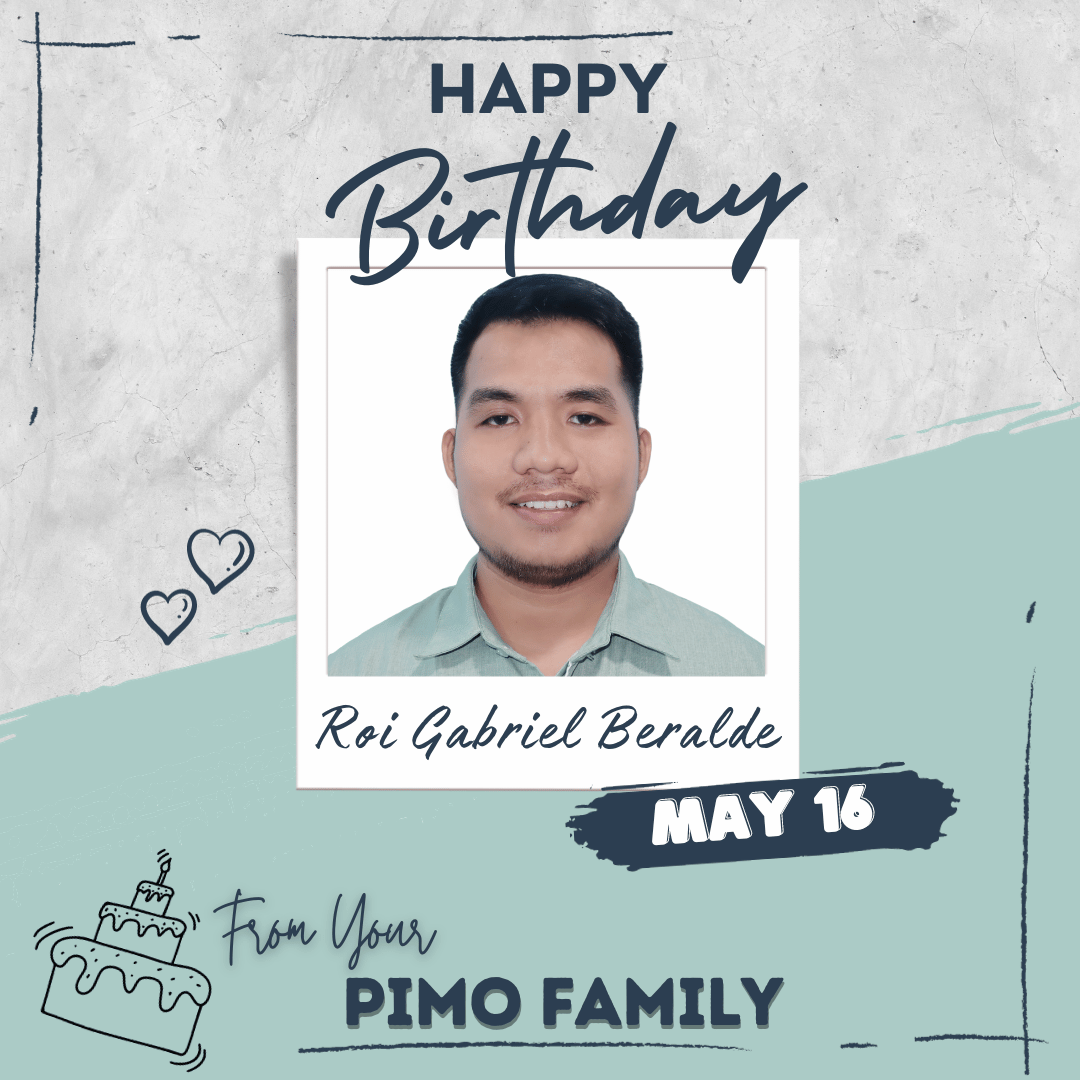 HAPPY
Birthday
Roi Gabriel Beralde
MAY 16
From Your
PIMO FAMILY